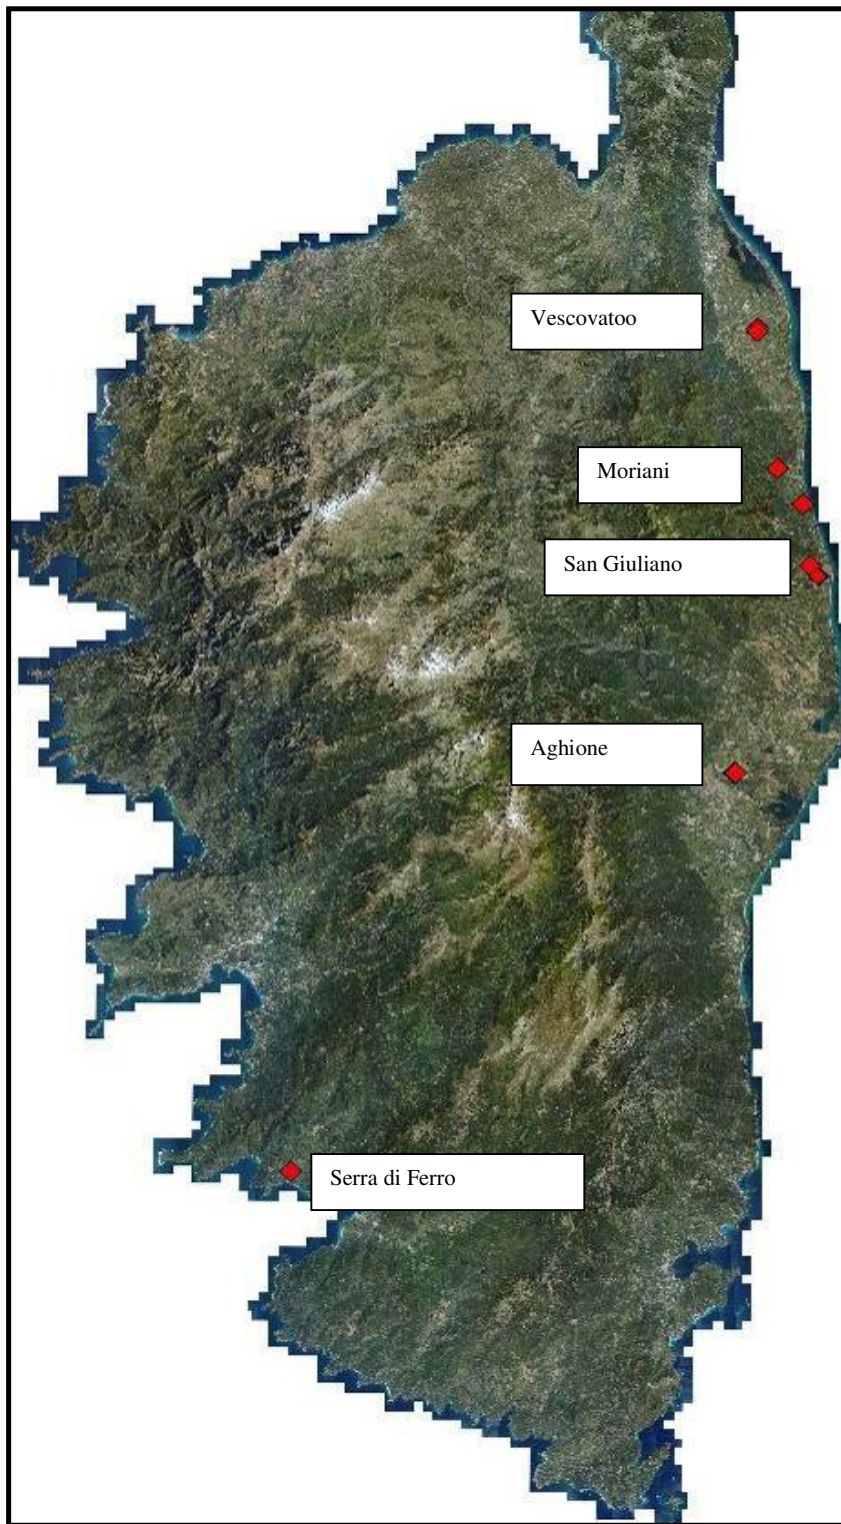 Vescovatoo
Moriani
San Giuliano
Aghione
Serra di Ferro